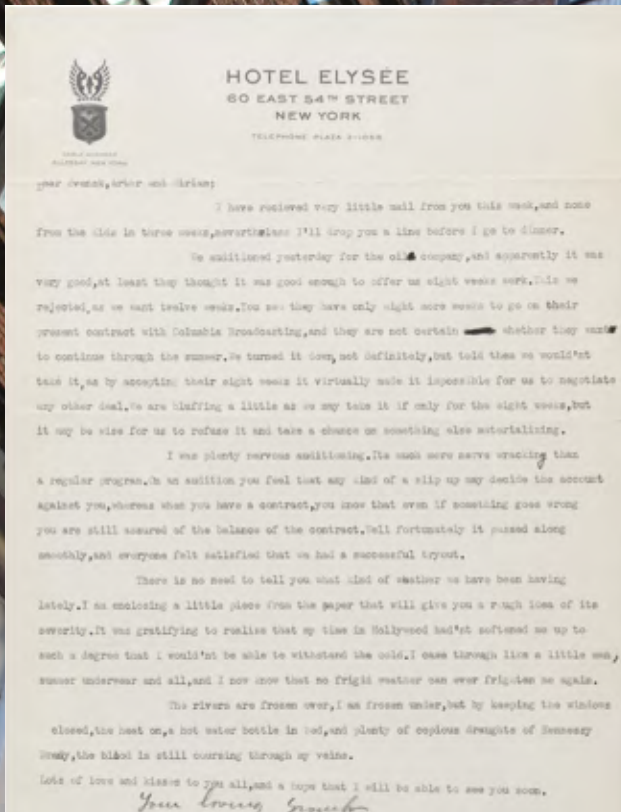 HOTEL ELYSÉE
60 EAST 54TH STREET
NEW YORK
TELEPHONE PLAZA 3-1066
Dear Arthur and Miriam;
I have recieved very little mail from you this week,and none
from the kids in three weeks,nevertheless I'll drop you a line before I go to dinner.
We auditioned yesterday for the oil company,and apparently it was
very good,at least they thought it was good enough to offer us eight weeks work.This we
rejected,as we want twelve weeks.You see they have only eight more weeks to go on their
present contract with Columbia Broadcasting,and they are not certain whether they want
to continue through the summer.We turned it down,not definitely,but told them we would'nt
take it,as by accepting their eight weeks it virtually made it impossible for us to negotiate
any other deal.We are bluffing a little as we may take it if only for the eight weeks,but
it may be wise for us to refuse it and take a chance on something else materializing.
I was plenty nervous auditioning.Its much more nerve wracking than
a regular program.In an audition you feel that any kind of a slip up may decide the account
against you,whereas when you have a contract,you know that even if something goes wrong
you are still assured of the balance of the contract.Well fortunately it passed along
smoothly,and everyone felt satisfied that we had a successful tryout.
There is no need to tell you what kind of weather we have been having
lately.I am enclosing a little piece from the paper that will give you a rough idea of its
severity.It was gratifying to realize that my time in Hollywood had'nt softened me up to
such a degree that I would'nt be able to withstand the cold.I came through like a little man,
summer underwear and all,and I now know that no frigid weather can ever frighten me again.
The rivers are frozen over,I am frozen under,but by keeping the windows
closed,the heat on,a hot water bottle in bed,and plenty of copious draughts of Hennessy
Brandy,the blood is still coursing through my veins.
Lots of love and kisses to you all,and a hope that I will be able to see you soon.
Your loving